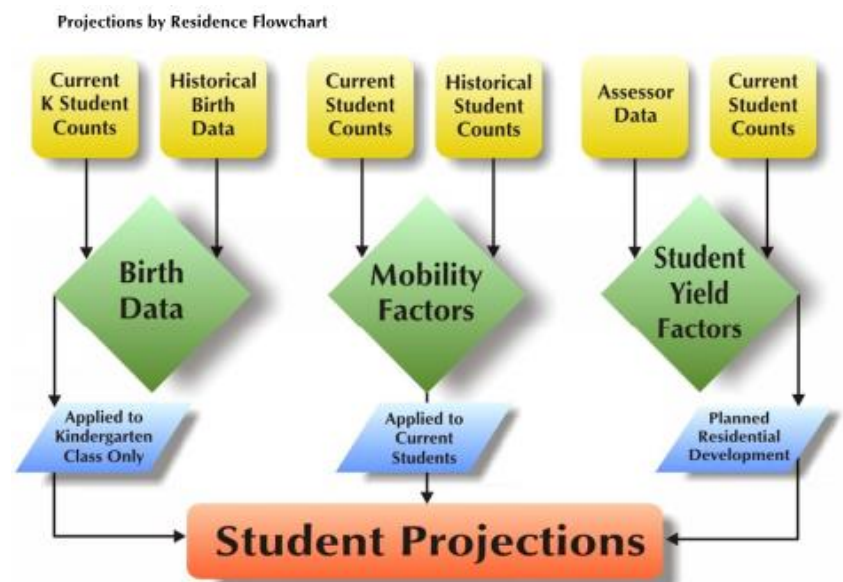 Projections by Residence Flowchart
Current
K Student
Counts
Historical
Birth
Data
Current
Student
Counts
Historical
Student
Counts
Assessor
Data
Current
Student
Counts
Birth
Data
Mobility
Factors
Student
Yield
Factors
Applied to
Kindergarten
Class Only
Applied to
Current
Students
Planned
Residential
Development
Student Projections